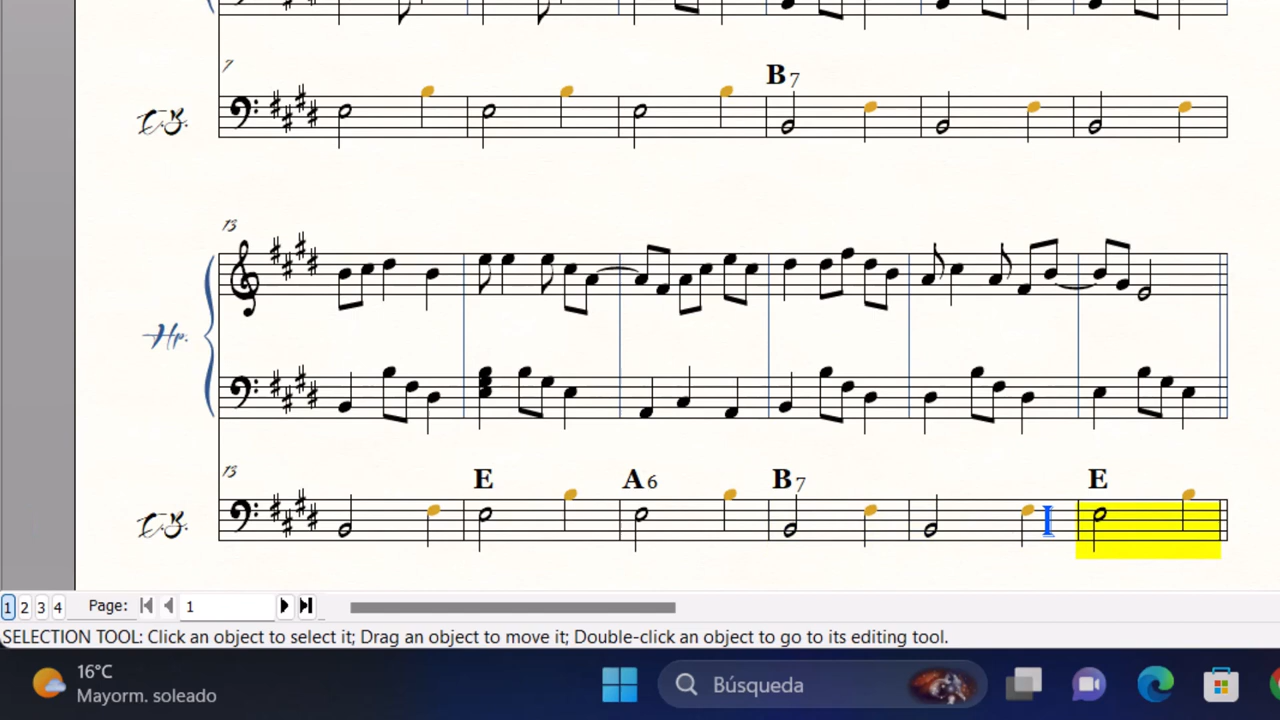 7
B7
C.B.
13
Hp.
13
E A6 B7 E
C.B.
1 2 3 4 Page: 1
SELECTION TOOL: Click an object to select it; Drag an object to move it; Double-click an object to go to its editing tool.
16°C
Mayorm. soleado
Búsqueda